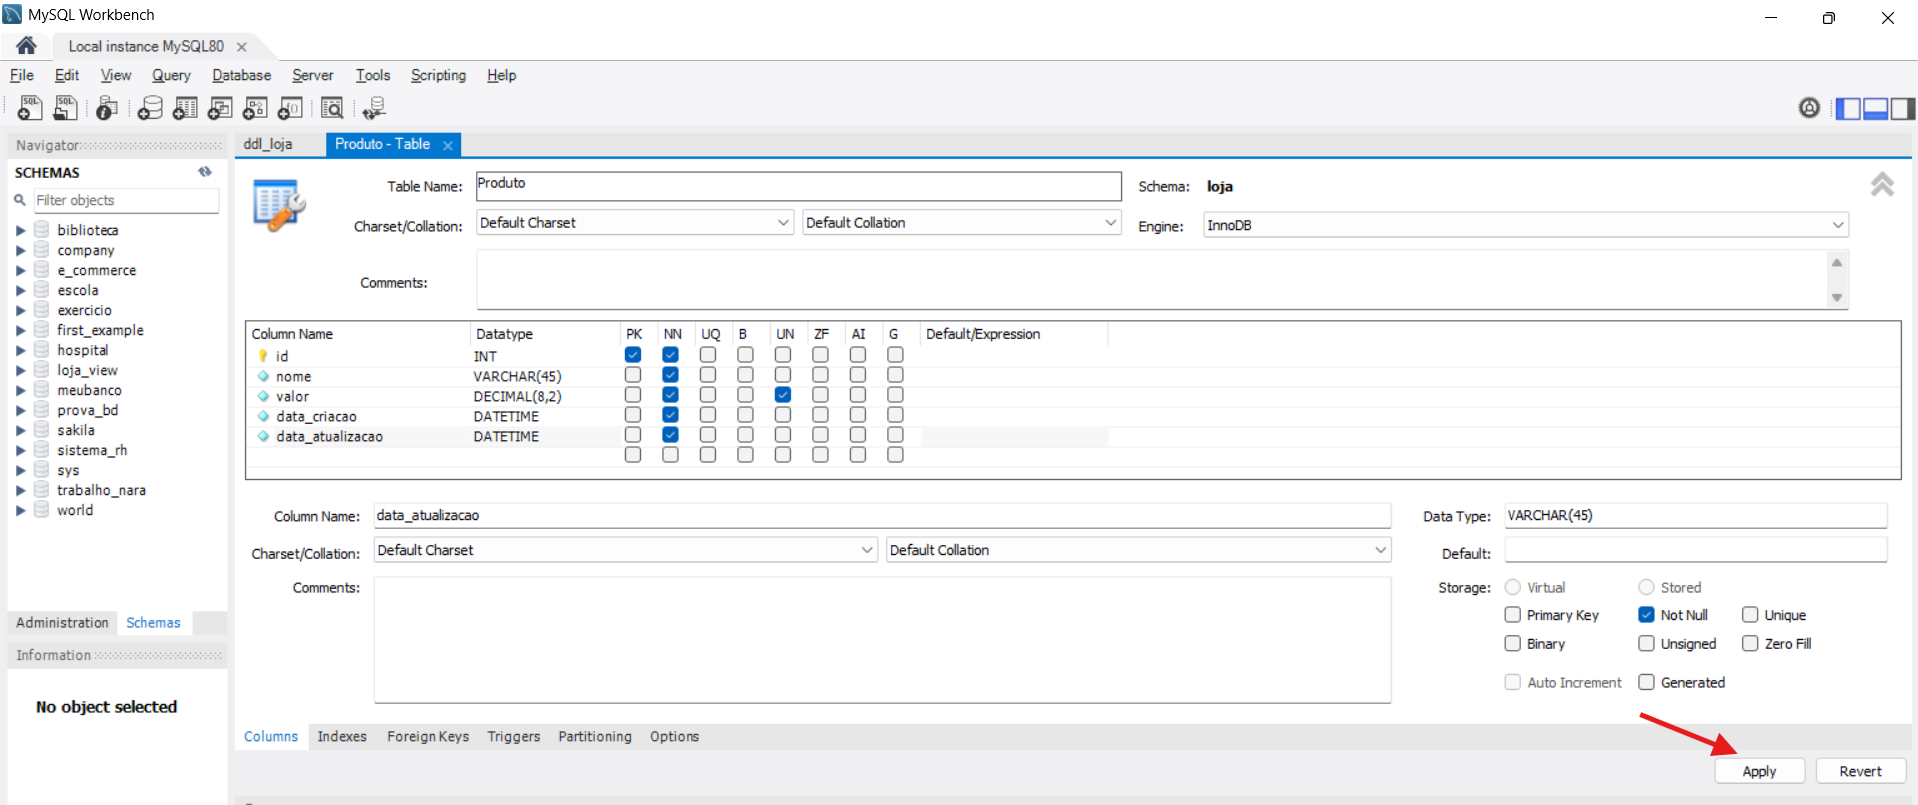 MySQL Workbench
Local instance MySQL80
File Edit View Query Database Server Tools Scripting Help
SQL SQL
Navigator
SCHEMAS
Filter objects
biblioteca
company
e_commerce
escola
exercicio
first_example
hospital
loja_view
meubanco
prova_bd
sakila
sistema_rh
sys
trabalho_nara
world
Administration Schemas
Information
No object selected
ddl_loja Produto - Table
Table Name: Produto Schema: loja
Charset/Collation: Default Charset Default Collation Engine: InnoDB
Comments:
Column Name Datatype PK NN UQ B UN ZF AI G Default/Expression
id INT
nome VARCHAR(45)
valor DECIMAL(8,2)
data_criacao DATETIME
data_atualizacao DATETIME
Column Name: data_atualizacao Data Type: VARCHAR(45)
Charset/Collation: Default Charset Default Collation Default:
Comments: Storage: Virtual Stored
Primary Key Not Null Unique
Binary Unsigned Zero Fill
Auto Increment Generated
Columns Indexes Foreign Keys Triggers Partitioning Options
Apply Revert